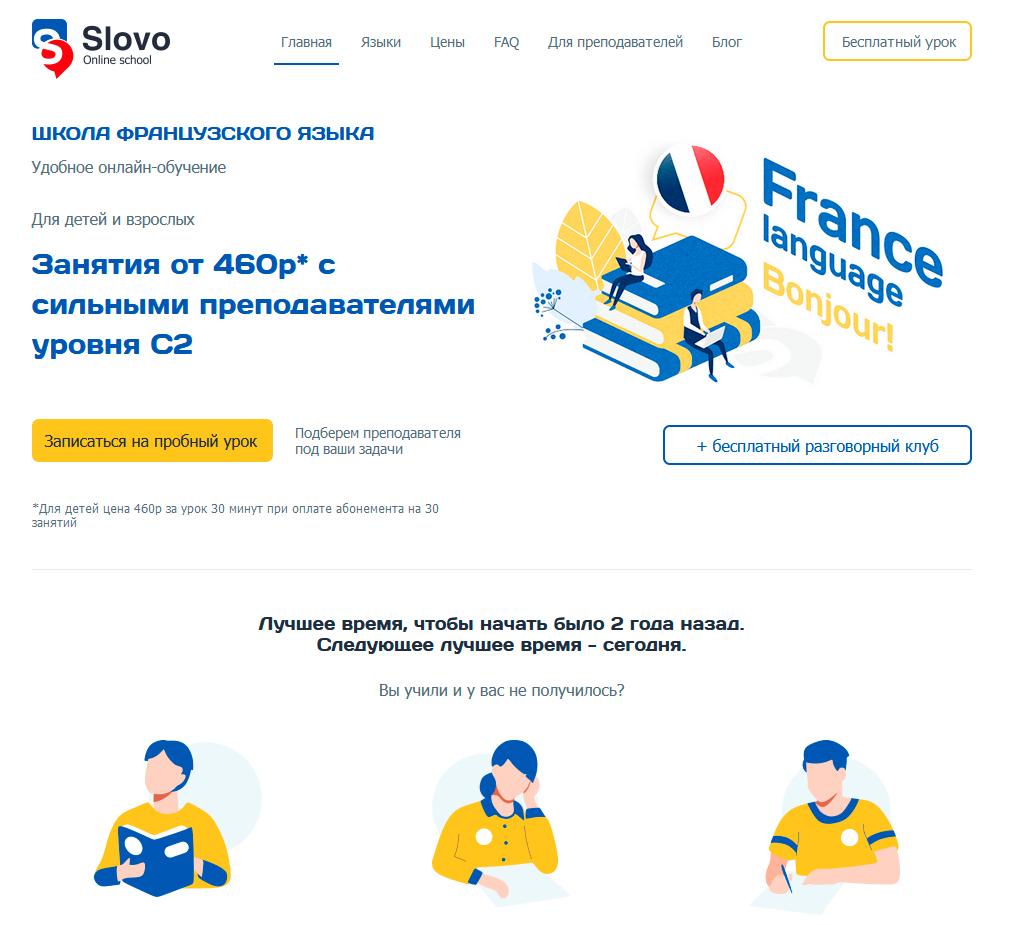 Slovo
Online school
Главная
Языки
Цены
FAQ
Для преподавателей
Блог
Бесплатный урок
ШКОЛА ФРАНЦУЗСКОГО ЯЗЫКА
Удобное онлайн-обучение
Для детей и взрослых
Занятия от 460р* с
сильными преподавателями
уровня С2
France
language
Bonjour!
Записаться на пробный урок
Подберем преподавателя
под ваши задачи
+ бесплатный разговорный клуб
*Для детей цена 460р за урок 30 минут при оплате абонемента на 30
занятий
Лучшее время, чтобы начать было 2 года назад.
Следующее лучшее время - сегодня.
Вы учили и у вас не получилось?